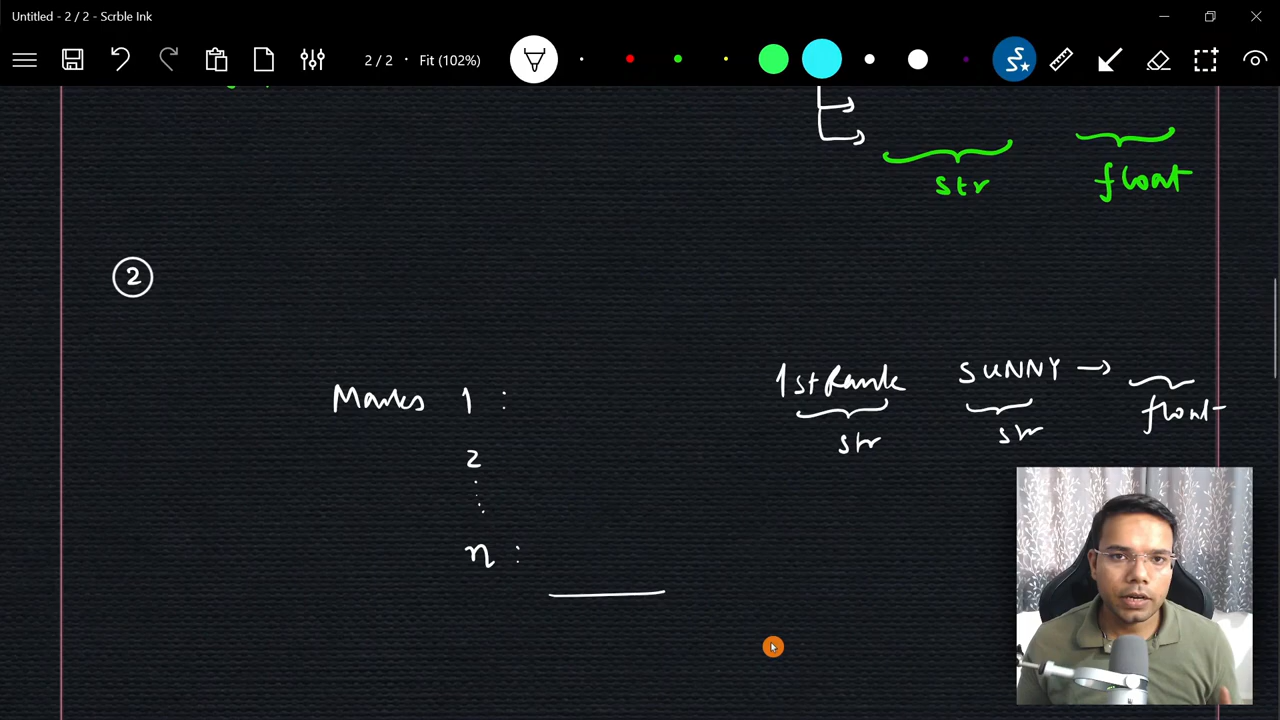 Untitled - 2 / 2 - Scrble Ink
2 / 2 · Fit (102%)
str
float
2
Marks 1 :
2
n :
1st Rank SUNNY →
str str float